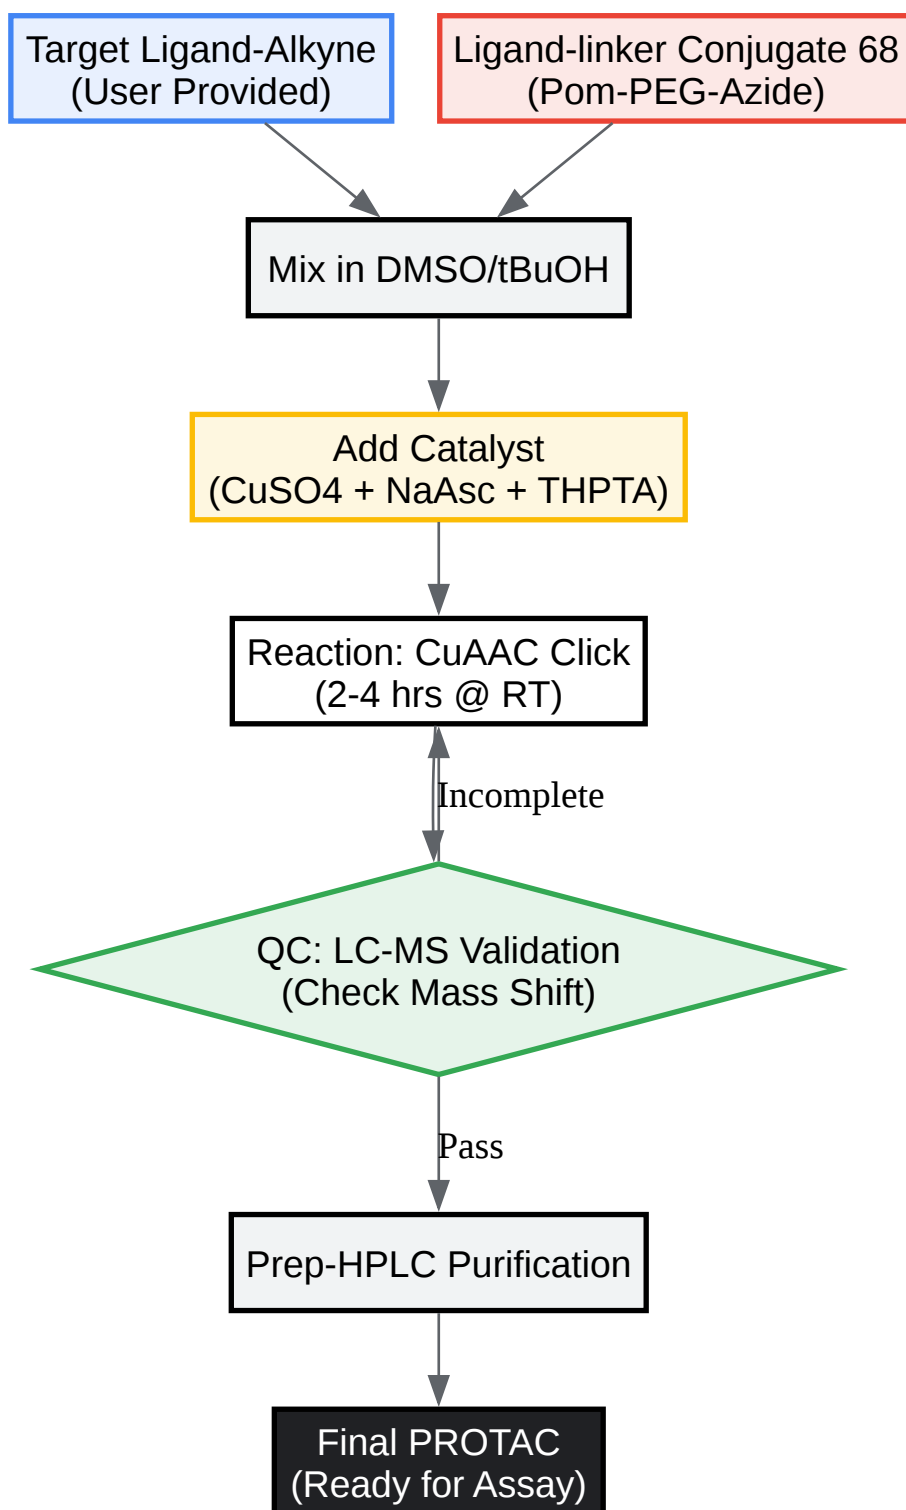 Target Ligand-Alkyne
(User Provided)
Ligand-linker Conjugate 68
(Pom-PEG-Azide)
Mix in DMSO/tBuOH
Add Catalyst
(CuSO4 + NaAsc + THPTA)
Reaction: CuAAC Click
(2-4 hrs @ RT)
Incomplete
QC: LC-MS Validation
(Check Mass Shift)
Pass
Prep-HPLC Purification
Final PROTAC
(Ready for Assay)